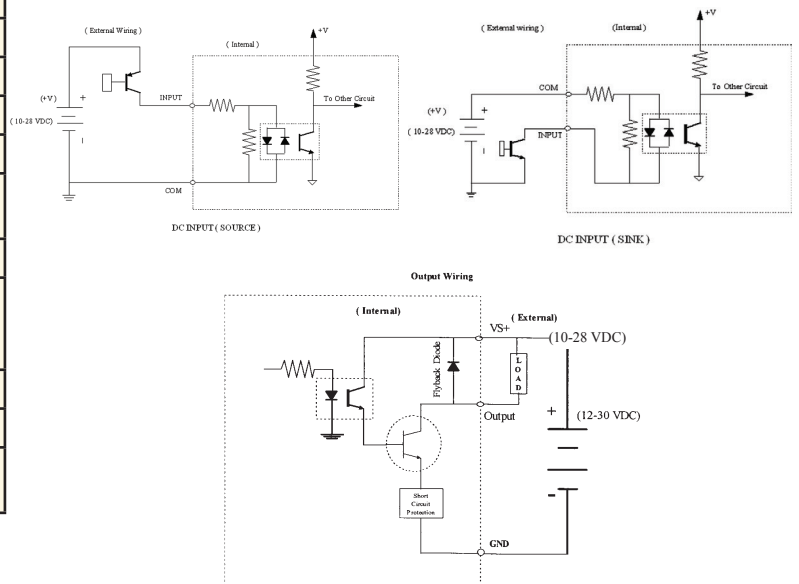 ( External Wiring )
( Internal )
+V
(+V)
+
( 10-28 VDC)
-
INPUT
To Other Circuit
COM
DC INPUT ( SOURCE )
( External wiring )
(Internal)
+V
COM
To Other Circuit
(+V)
+
( 10-28 VDC)
-
INPUT
DC INPUT ( SINK )
Output Wiring
( Internal)
( External)
VS+
(10-28 VDC)
Flyback Diode
LOAD
Output
+
(12-30 VDC)
-
Short
Circuit
Protection
GND